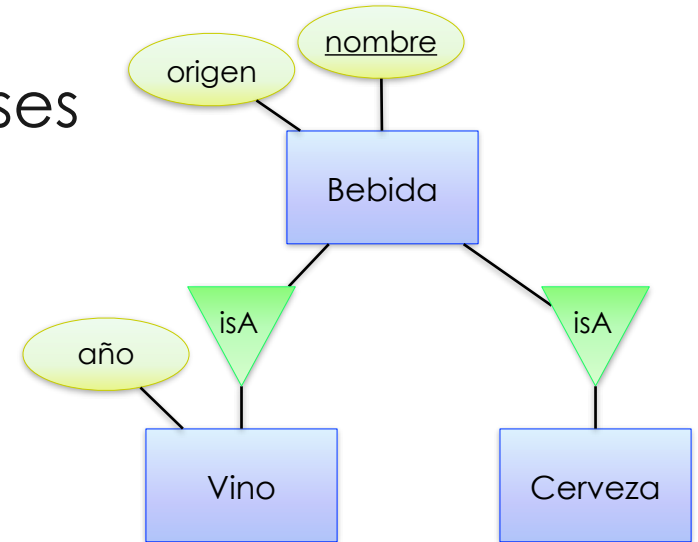 nombre
origen
ses
Bebida
isA
isA
año
Vino
Cerveza